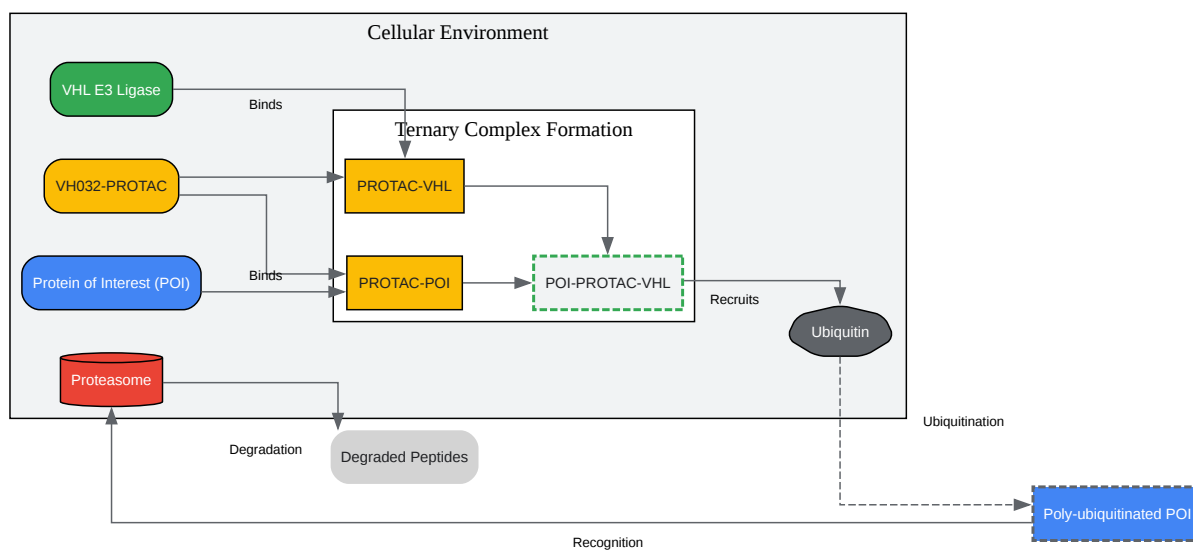 Cellular Environment
VHL E3 Ligase
Binds
Ternary Complex Formation
VH032-PROTAC
PROTAC-VHL
Protein of Interest (POI)
Binds
PROTAC-POI
POI-PROTAC-VHL
Recruits
Ubiquitin
Proteasome
Ubiquitination
Degradation
Degraded Peptides
Poly-ubiquitinated POI
Recognition